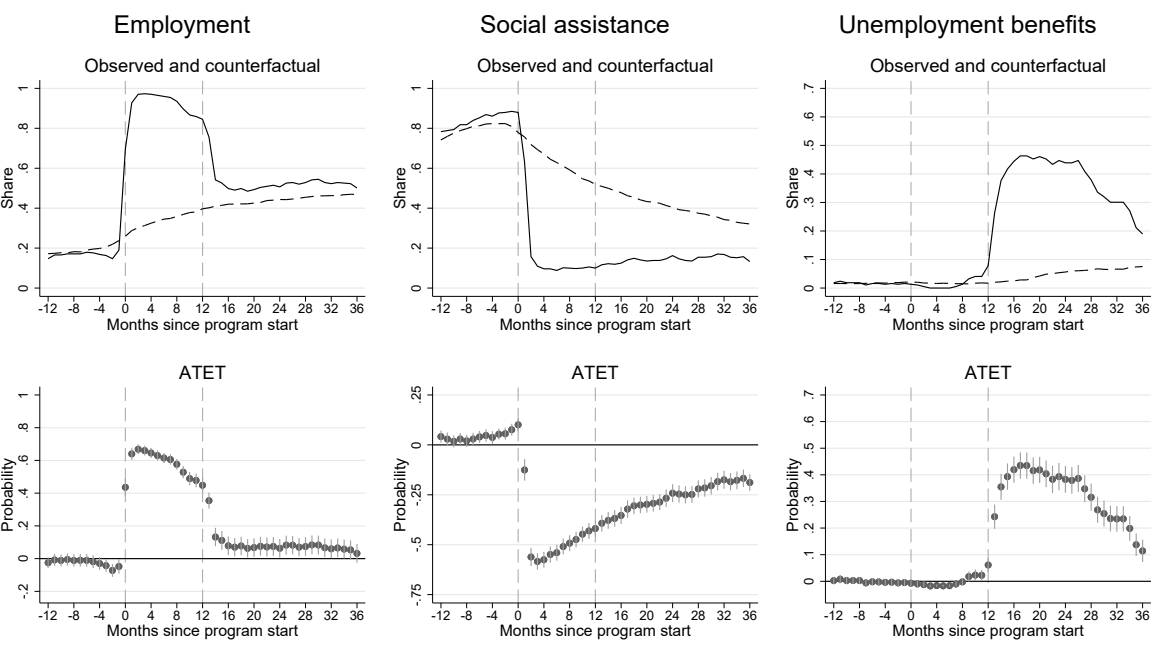 Employment
Social assistance
Unemployment benefits
Observed and counterfactual
Observed and counterfactual
Observed and counterfactual
Share
0 .2 .4 .6 .8 1
-12 -8 -4 0 4 8 12 16 20 24 28 32 36
Months since program start
Share
0 .2 .4 .6 .8 1
-12 -8 -4 0 4 8 12 16 20 24 28 32 36
Months since program start
Share
0 .1 .2 .3 .4 .5 .6 .7
-12 -8 -4 0 4 8 12 16 20 24 28 32 36
Months since program start
ATET
ATET
ATET
Probability
-.2 0 .2 .4 .6 .8 1
-12 -8 -4 0 4 8 12 16 20 24 28 32 36
Months since program start
Probability
-.75 -.5 -.25 0 .25
-12 -8 -4 0 4 8 12 16 20 24 28 32 36
Months since program start
Probability
0 .1 .2 .3 .4 .5 .6 .7
-12 -8 -4 0 4 8 12 16 20 24 28 32 36
Months since program start